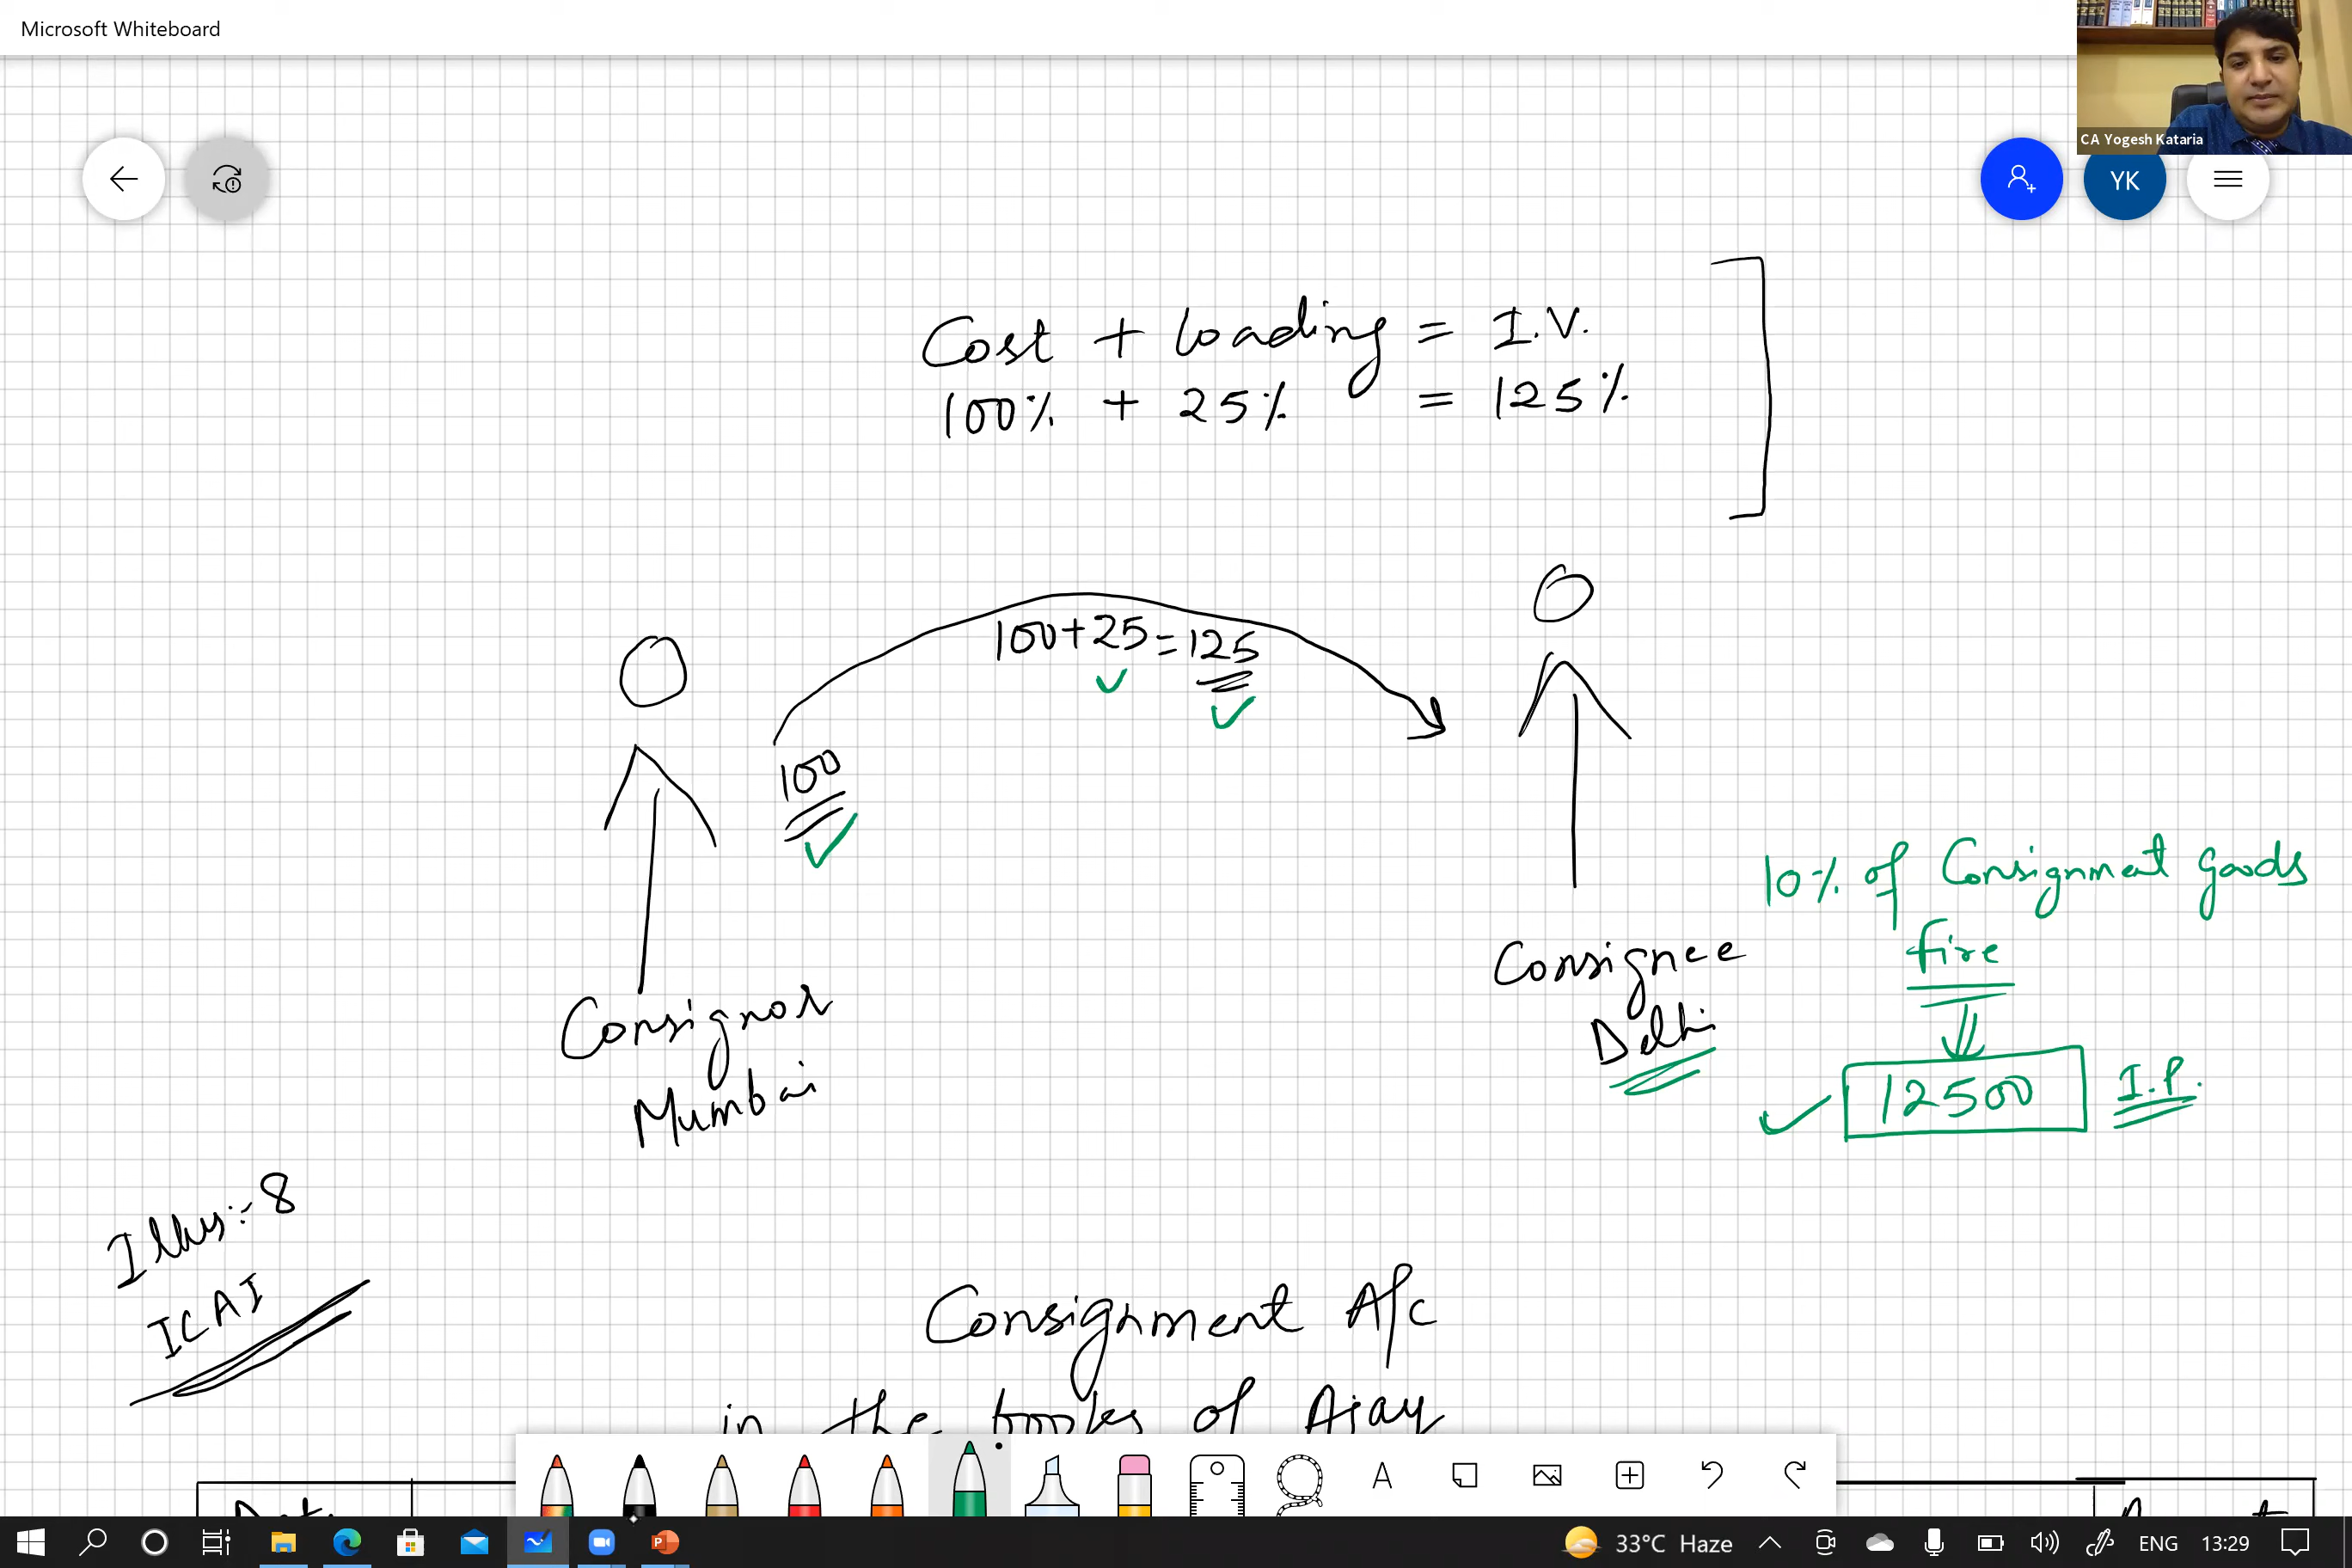 Microsoft Whiteboard
CA Yogesh Kataria
YK
Cost + loading = I.V.
100% + 25% = 125%
100+25=125
100
Consignor
Mumbai
Consignee
Delhi
10% of Consignment goods
fire
12500 I.P.
Illus:-8
ICAI
Consignment A/c
in the books of Ajay
A
33°C Haze
ENG
13:29